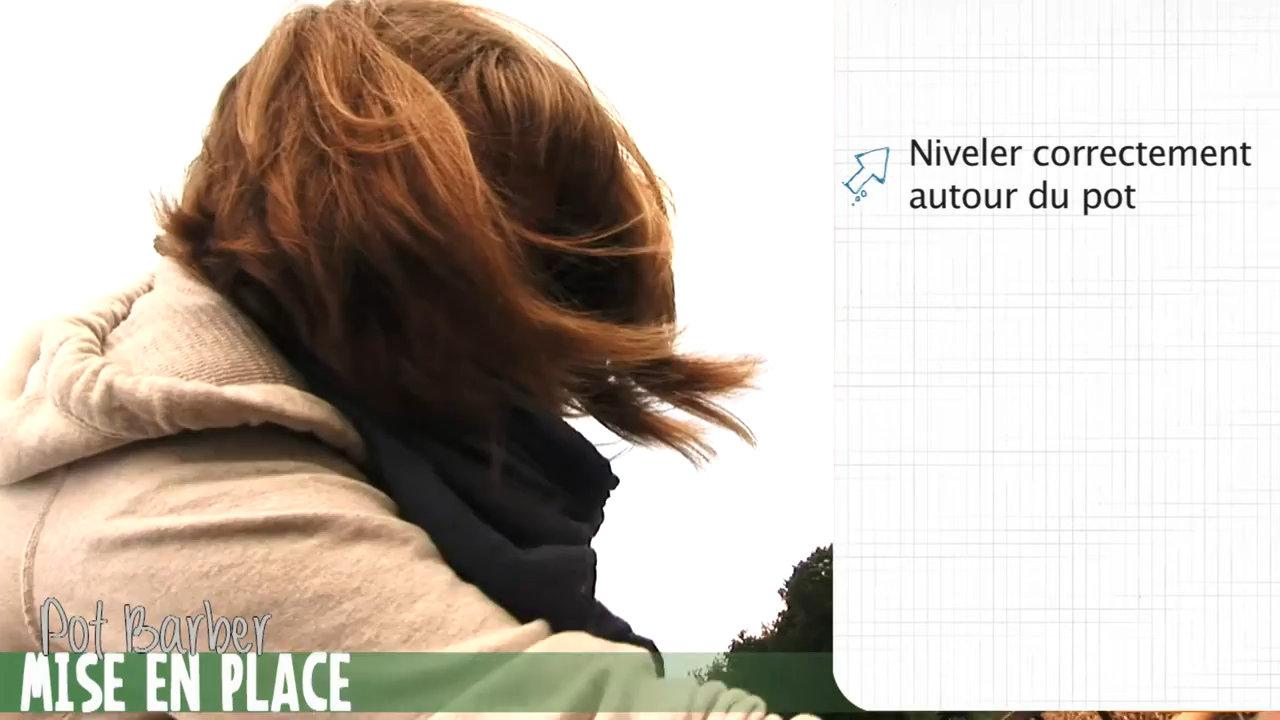 Niveler correctement
autour du pot
Pot Barber
MISE EN PLACE